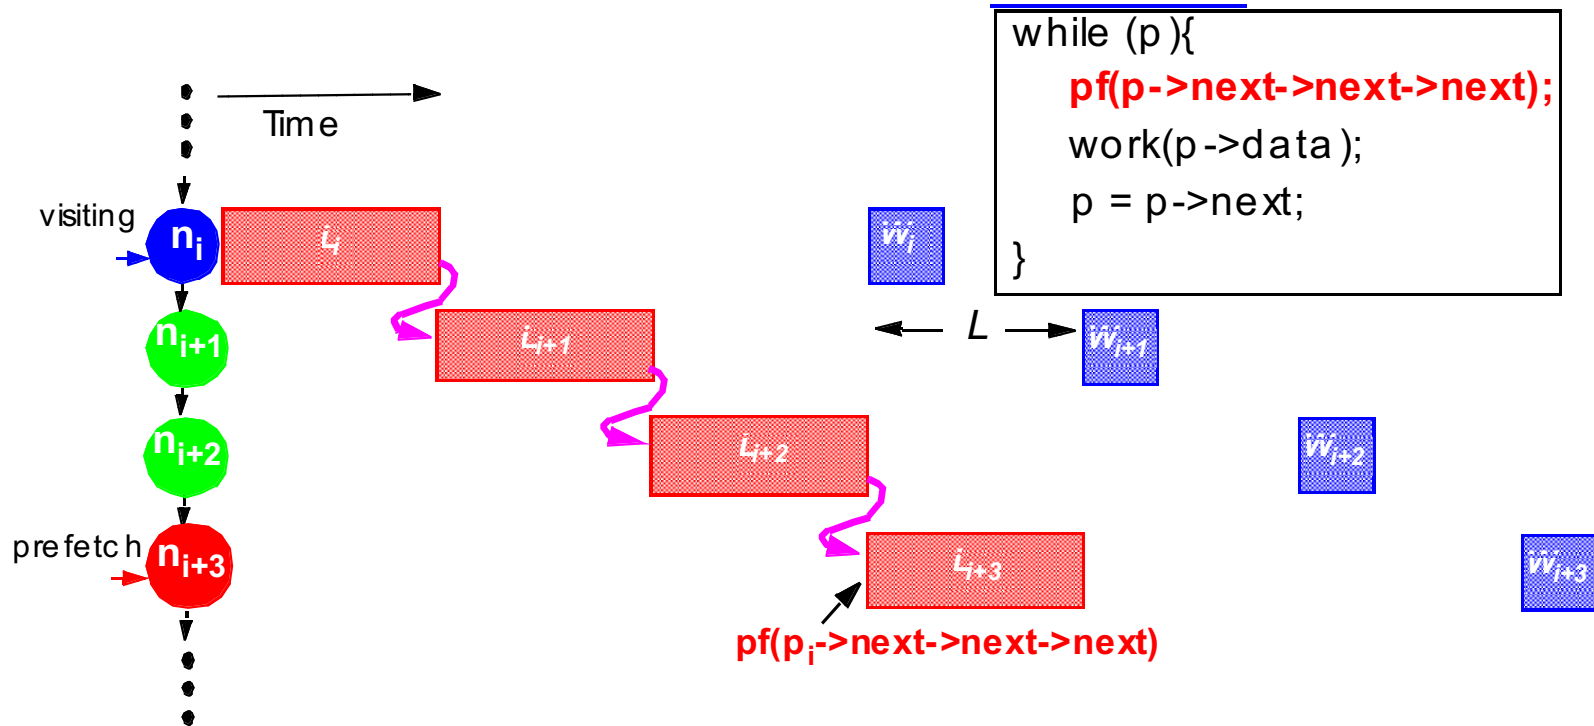 while (p){
pf(p->next->next->next);
work(p->data);
p = p->next;
}
Time
visiting
ni
Li
Wi
ni+1
Li+1
L
Wi+1
ni+2
Li+2
Wi+2
prefetch
ni+3
Li+3
Wi+3
pf(pi->next->next->next)